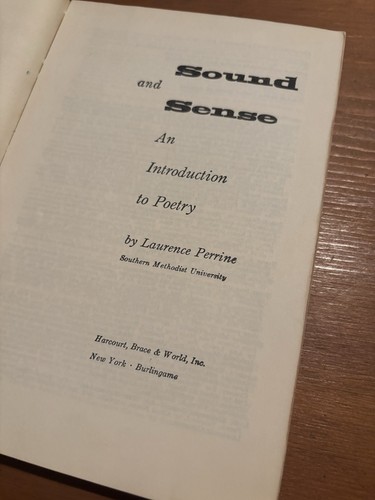 Sound
and
Sense
An
Introduction
to Poetry
by Laurence Perrine
Southern Methodist University
Harcourt, Brace & World, Inc.
New York · Burlingame